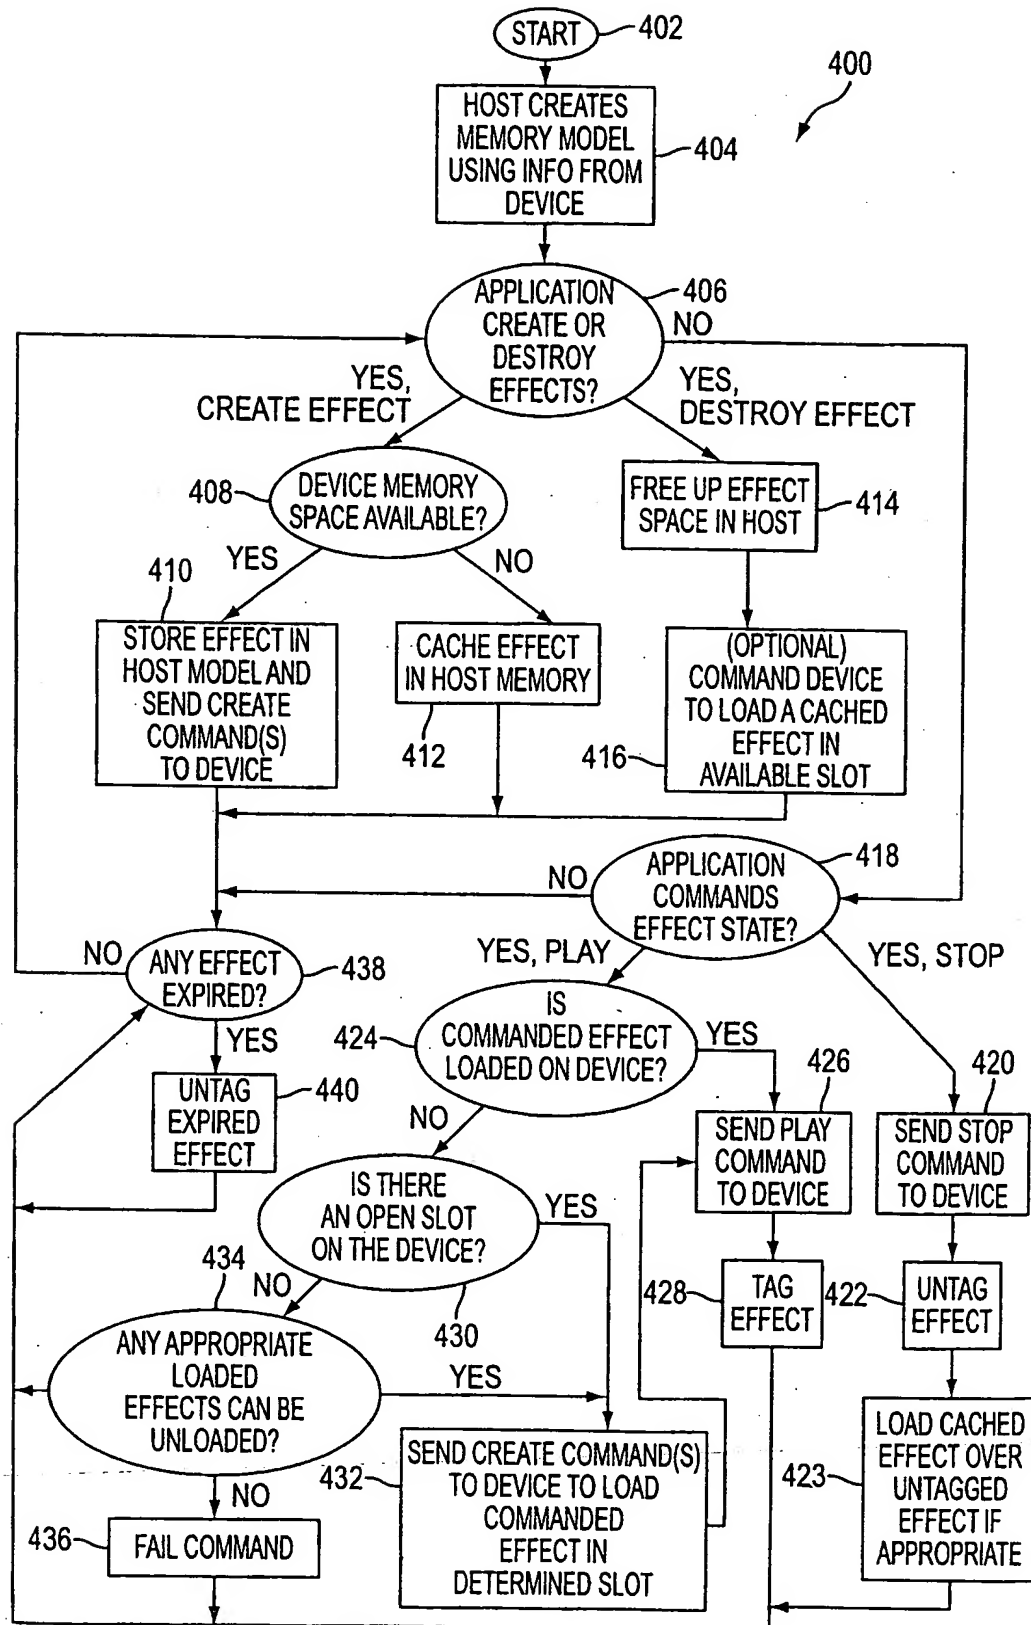 START
402
400
HOST CREATES
MEMORY MODEL
USING INFO FROM
DEVICE
404
APPLICATION
CREATE OR
DESTROY
EFFECTS?
406
NO
YES,
CREATE EFFECT
YES,
DESTROY EFFECT
408
DEVICE MEMORY
SPACE AVAILABLE?
FREE UP EFFECT
SPACE IN HOST
414
YES
NO
410
STORE EFFECT IN
HOST MODEL AND
SEND CREATE
COMMAND(S)
TO DEVICE
CACHE EFFECT
IN HOST MEMORY
412
(OPTIONAL)
COMMAND DEVICE
TO LOAD A CACHED
EFFECT IN
AVAILABLE SLOT
416
APPLICATION
COMMANDS
EFFECT STATE?
418
NO
YES, PLAY
YES, STOP
NO
ANY EFFECT
EXPIRED?
438
YES
UNTAG
EXPIRED
EFFECT
440
424
IS
COMMANDED EFFECT
LOADED ON DEVICE?
YES
NO
426
SEND PLAY
COMMAND
TO DEVICE
420
SEND STOP
COMMAND
TO DEVICE
IS THERE
AN OPEN SLOT
ON THE DEVICE?
YES
NO
430
428
TAG
EFFECT
422
UNTAG
EFFECT
434
ANY APPROPRIATE
LOADED
EFFECTS CAN BE
UNLOADED?
YES
NO
432
SEND CREATE COMMAND(S)
TO DEVICE TO LOAD
COMMANDED
EFFECT IN
DETERMINED SLOT
423
LOAD CACHED
EFFECT OVER
UNTAGGED
EFFECT IF
APPROPRIATE
436
FAIL COMMAND